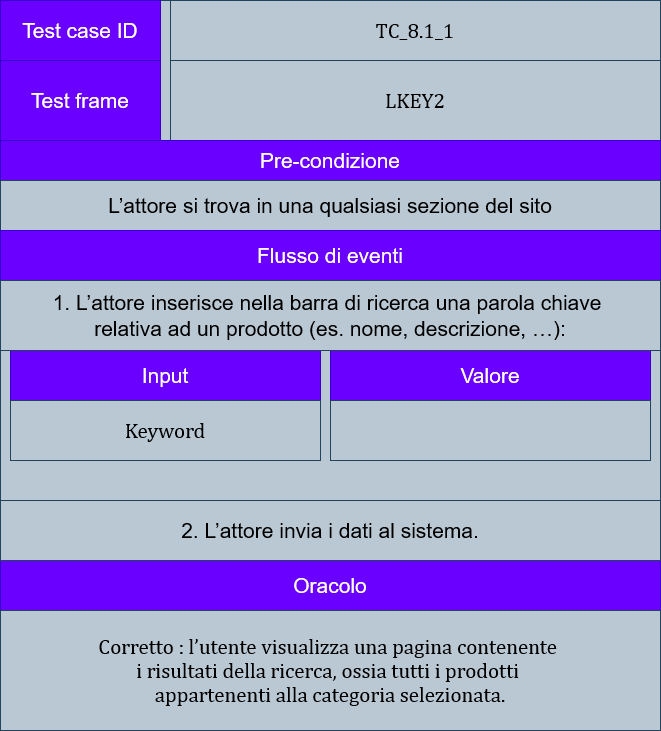 Test case ID
TC_8.1_1
Test frame
LKEY2
Pre-condizione
L’attore si trova in una qualsiasi sezione del sito
Flusso di eventi
1. L’attore inserisce nella barra di ricerca una parola chiave
relativa ad un prodotto (es. nome, descrizione, …):
Input
Valore
Keyword
2. L’attore invia i dati al sistema.
Oracolo
Corretto : l’utente visualizza una pagina contenente
i risultati della ricerca, ossia tutti i prodotti
appartenenti alla categoria selezionata.